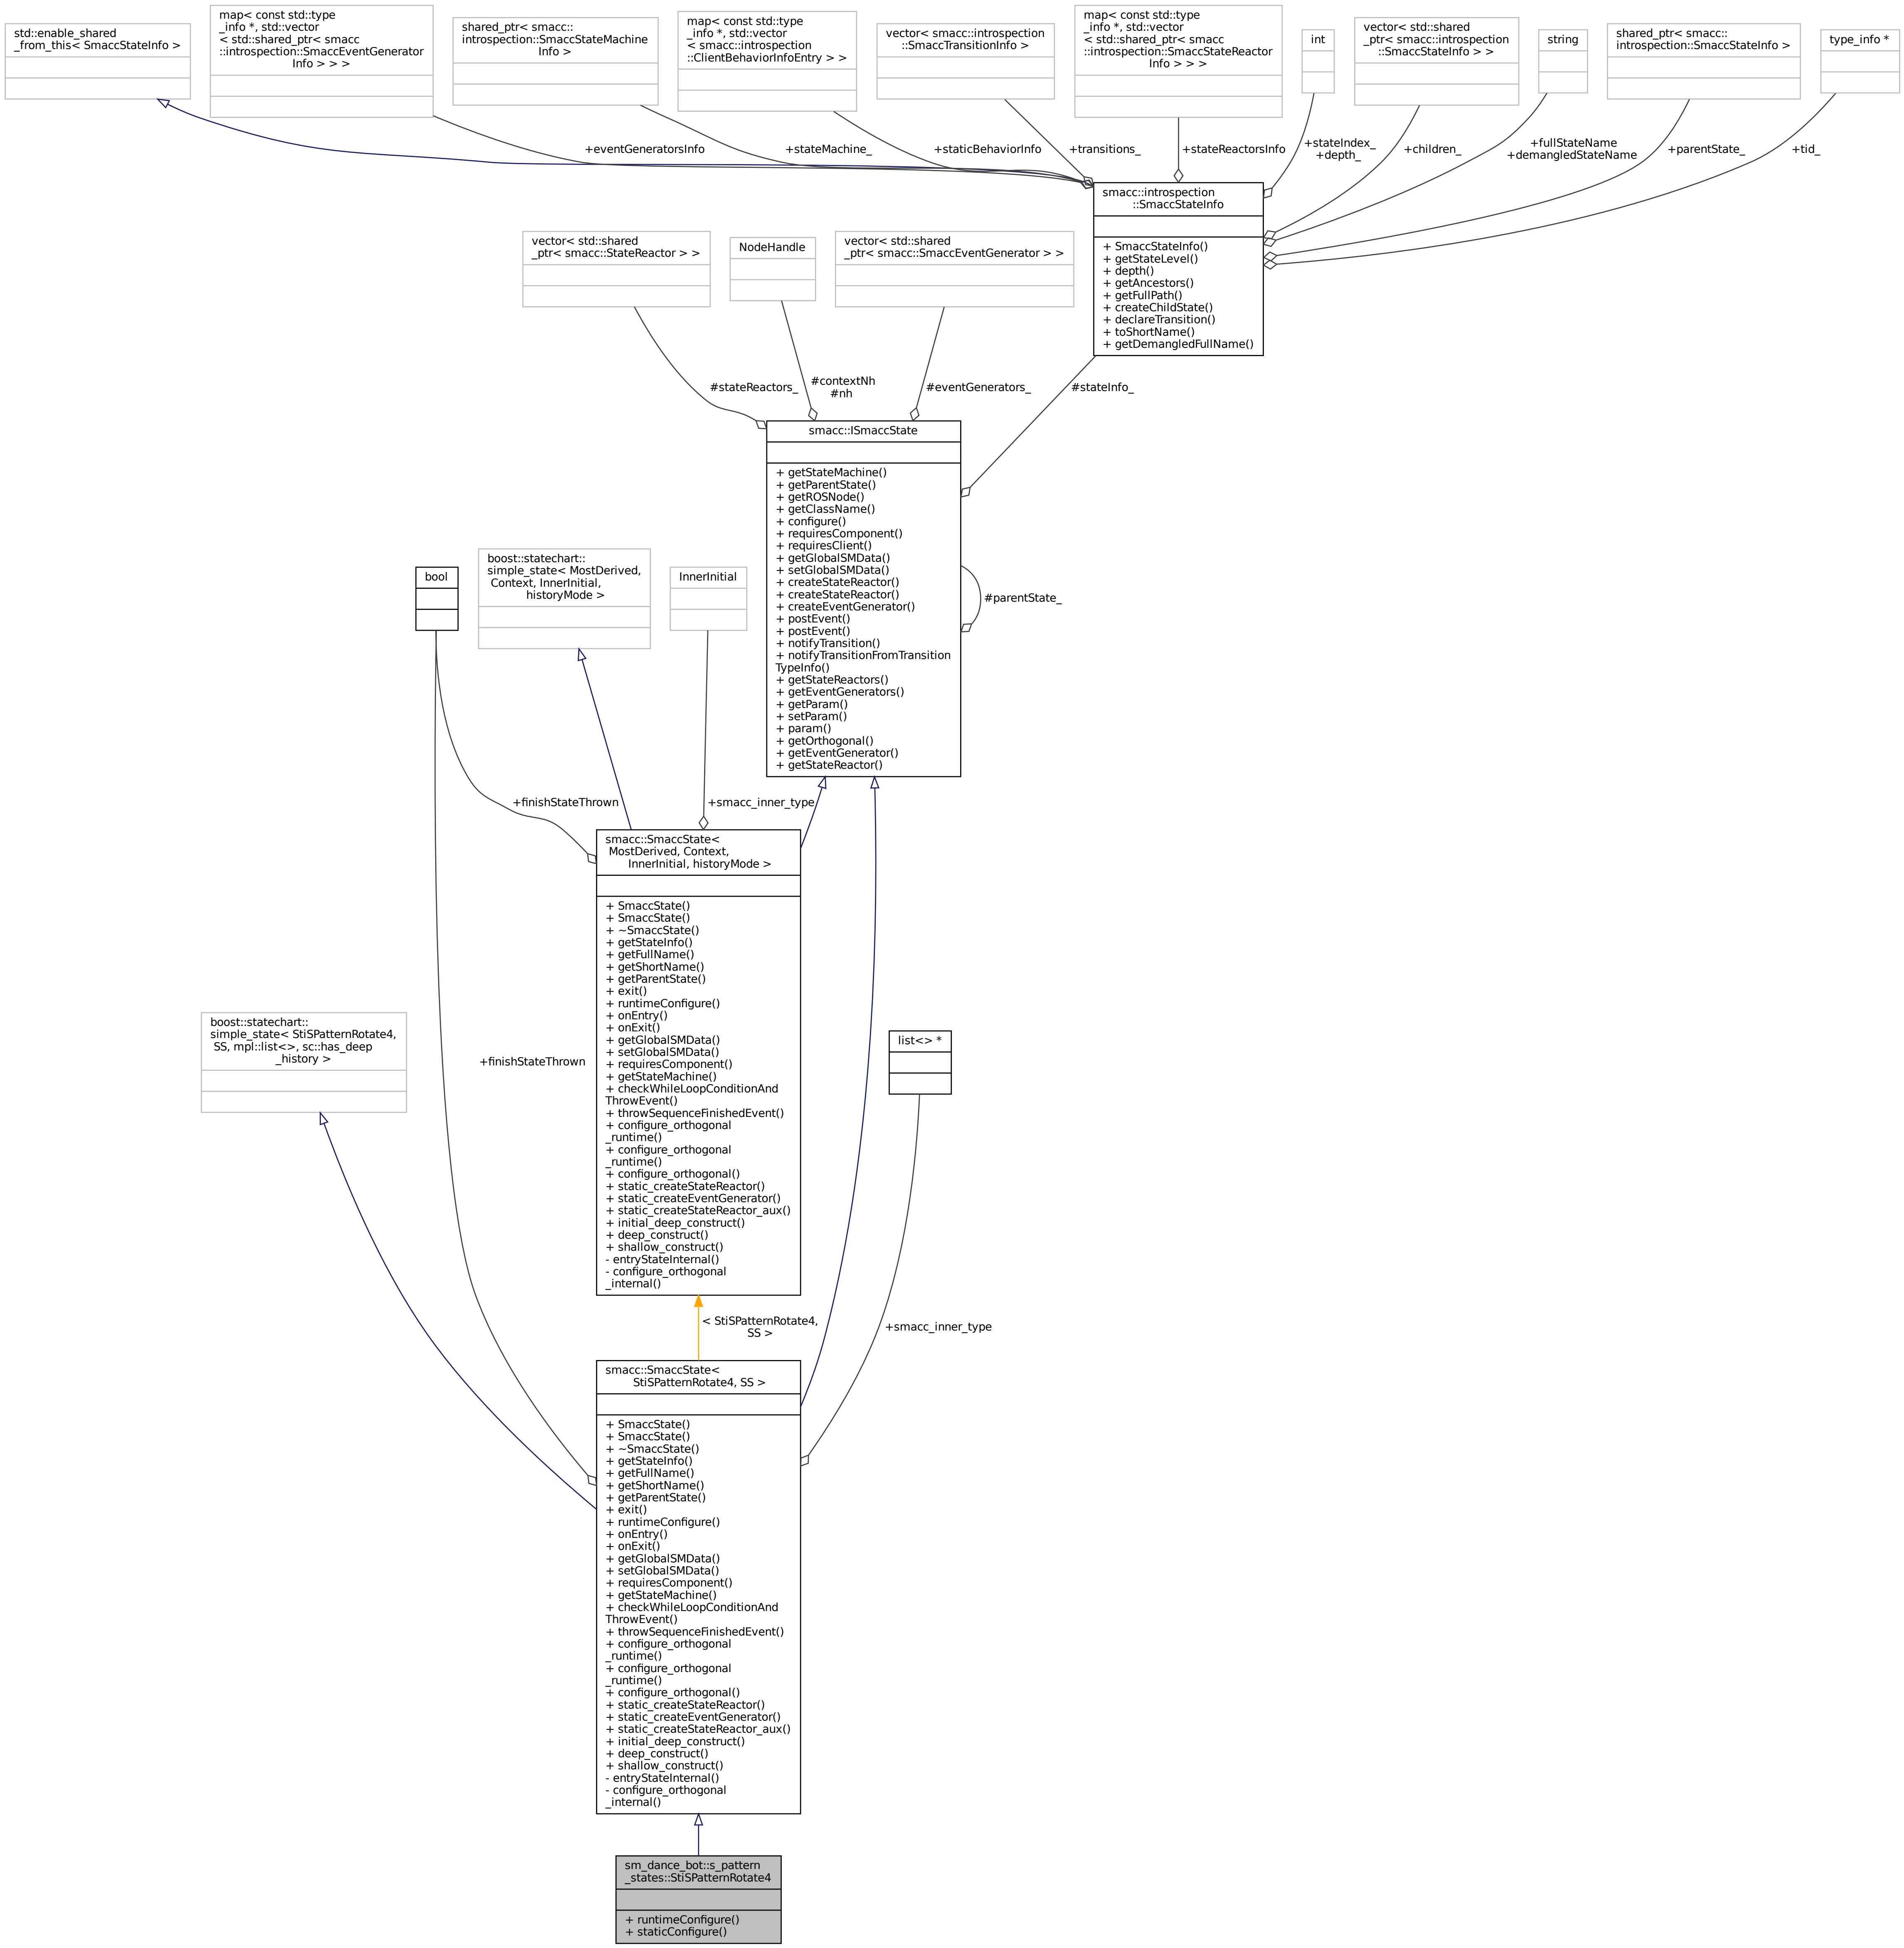 std::enable_shared
_from_this< SmaccStateInfo >
map< const std::type
_info *, std::vector
< std::shared_ptr< smacc
::introspection::SmaccEventGenerator
Info > > >
shared_ptr< smacc::
introspection::SmaccStateMachine
Info >
map< const std::type
_info *, std::vector
< smacc::introspection
::ClientBehaviorInfoEntry > >
vector< smacc::introspection
::SmaccTransitionInfo >
map< const std::type
_info *, std::vector
< std::shared_ptr< smacc
::introspection::SmaccStateReactor
Info > > >
int
vector< std::shared
_ptr< smacc::introspection
::SmaccStateInfo > >
string
shared_ptr< smacc::
introspection::SmaccStateInfo >
type_info *
+eventGeneratorsInfo
+stateMachine_
+staticBehaviorInfo
+transitions_
+stateReactorsInfo
+stateIndex_
+depth_
+children_
+fullStateName
+demangledStateName
+parentState_
+tid_
smacc::introspection
::SmaccStateInfo
+ SmaccStateInfo()
+ getStateLevel()
+ depth()
+ getAncestors()
+ getFullPath()
+ createChildState()
+ declareTransition()
+ toShortName()
+ getDemangledFullName()
vector< std::shared
_ptr< smacc::StateReactor > >
NodeHandle
vector< std::shared
_ptr< smacc::SmaccEventGenerator > >
#stateReactors_
#contextNh
#nh
#eventGenerators_
#stateInfo_
smacc::ISmaccState
+ getStateMachine()
+ getParentState()
+ getROSNode()
+ getClassName()
+ configure()
+ requiresComponent()
+ requiresClient()
+ getGlobalSMData()
+ setGlobalSMData()
+ createStateReactor()
+ createStateReactor()
+ createEventGenerator()
+ postEvent()
+ postEvent()
+ notifyTransition()
+ notifyTransitionFromTransition
TypeInfo()
+ getStateReactors()
+ getEventGenerators()
+ getParam()
+ setParam()
+ param()
+ getOrthogonal()
+ getEventGenerator()
+ getStateReactor()
#parentState_
bool
boost::statechart::
simple_state< MostDerived,
Context, InnerInitial,
historyMode >
InnerInitial
+finishStateThrown
+smacc_inner_type
smacc::SmaccState<
MostDerived, Context,
InnerInitial, historyMode >
+ SmaccState()
+ SmaccState()
+ ~SmaccState()
+ getStateInfo()
+ getFullName()
+ getShortName()
+ getParentState()
+ exit()
+ runtimeConfigure()
+ onEntry()
+ onExit()
+ getGlobalSMData()
+ setGlobalSMData()
+ requiresComponent()
+ getStateMachine()
+ checkWhileLoopConditionAnd
ThrowEvent()
+ throwSequenceFinishedEvent()
+ configure_orthogonal
_runtime()
+ configure_orthogonal
_runtime()
+ configure_orthogonal()
+ static_createStateReactor()
+ static_createEventGenerator()
+ static_createStateReactor_aux()
+ initial_deep_construct()
+ deep_construct()
+ shallow_construct()
- entryStateInternal()
- configure_orthogonal
_internal()
boost::statechart::
simple_state< StiSPatternRotate4,
SS, mpl::list<>, sc::has_deep
_history >
+finishStateThrown
list<> *
< StiSPatternRotate4,
SS >
+smacc_inner_type
smacc::SmaccState<
StiSPatternRotate4, SS >
+ SmaccState()
+ SmaccState()
+ ~SmaccState()
+ getStateInfo()
+ getFullName()
+ getShortName()
+ getParentState()
+ exit()
+ runtimeConfigure()
+ onEntry()
+ onExit()
+ getGlobalSMData()
+ setGlobalSMData()
+ requiresComponent()
+ getStateMachine()
+ checkWhileLoopConditionAnd
ThrowEvent()
+ throwSequenceFinishedEvent()
+ configure_orthogonal
_runtime()
+ configure_orthogonal
_runtime()
+ configure_orthogonal()
+ static_createStateReactor()
+ static_createEventGenerator()
+ static_createStateReactor_aux()
+ initial_deep_construct()
+ deep_construct()
+ shallow_construct()
- entryStateInternal()
- configure_orthogonal
_internal()
sm_dance_bot::s_pattern
_states::StiSPatternRotate4
+ runtimeConfigure()
+ staticConfigure()